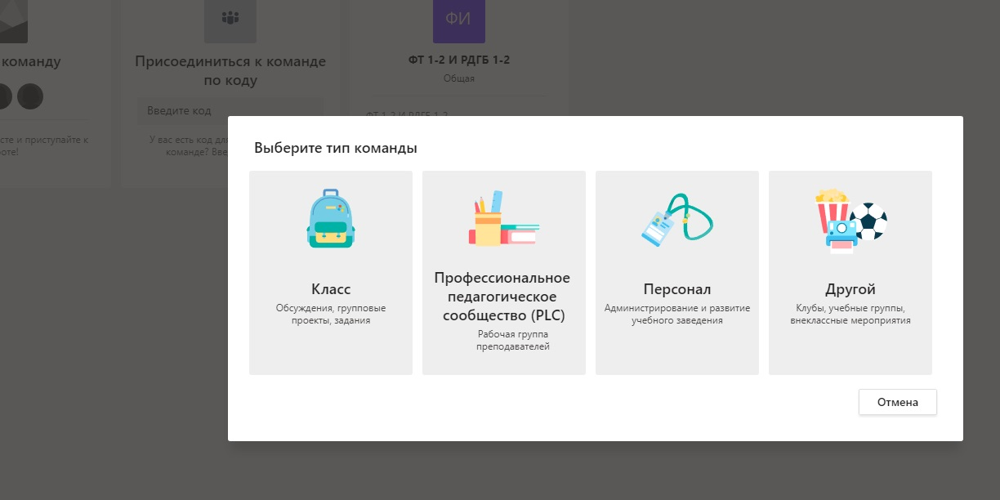 ФИ
команду
Присоединиться к команде
по коду
ФТ 1-2 И РДГБ 1-2
Общая
Введите код
ФТ 1-2 И РДГБ 1-2
сте и приступайте к
оте!
У вас есть код для
команде? Вве
Выберите тип команды
Класс
Обсуждения, групповые
проекты, задания
Профессиональное
педагогическое
сообщество (PLC)
Рабочая группа
преподавателей
Персонал
Администрирование и развитие
учебного заведения
Другой
Клубы, учебные группы,
внеклассные мероприятия
Отмена